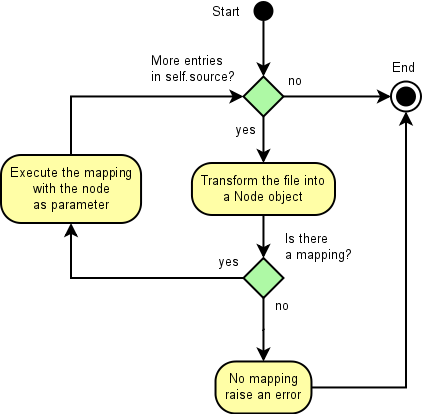 Start
More entries
in self.source?
no
End
yes
Execute the mapping
with the node
as parameter
Transform the file into
a Node object
Is there
a mapping?
yes
no
No mapping
raise an error